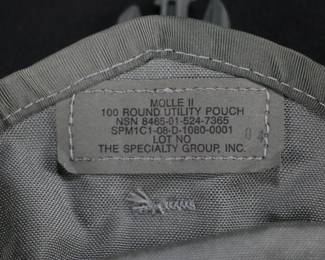 MOLLE II
100 ROUND UTILITY POUCH
NSN 8465-01-524-7365
SPM1C1-08-D-1080-0001
LOT NO
THE SPECIALTY GROUP, INC.